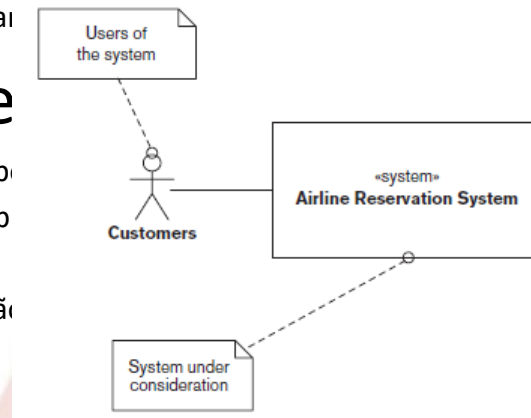 Users of
the system
«system»
Airline Reservation System
Customers
System under
consideration